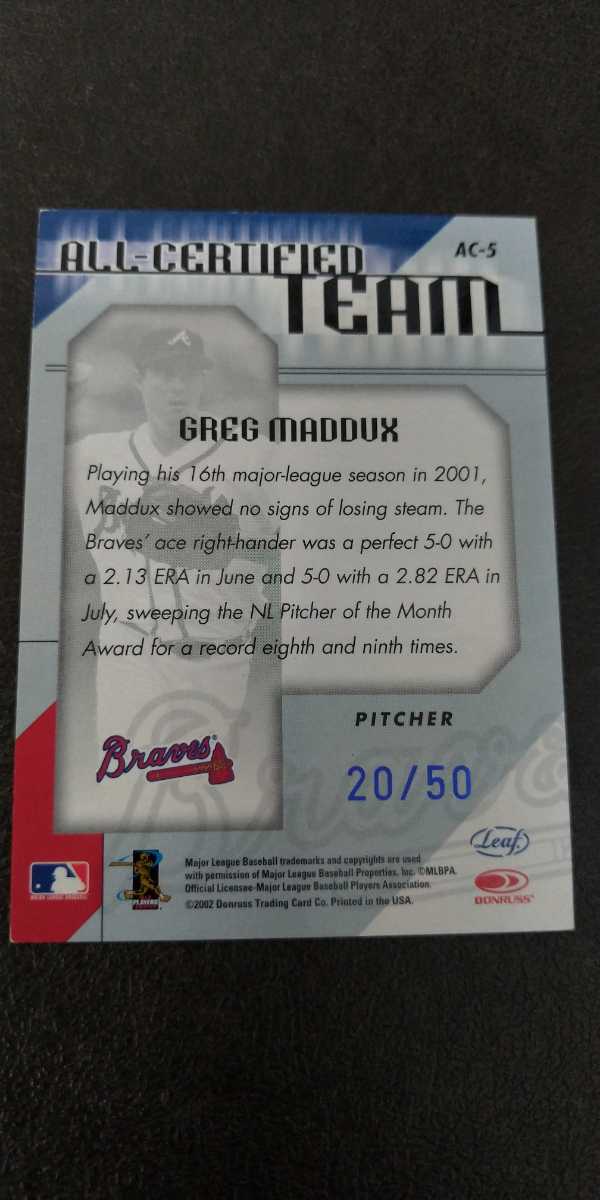 ALL-CERTIFIED
TEAM
AC-5
GREG MADDUX
Playing his 16th major-league season in 2001,
Maddux showed no signs of losing steam. The
Braves' ace right-hander was a perfect 5-0 with
a 2.13 ERA in June and 5-0 with a 2.82 ERA in
July, sweeping the NL Pitcher of the Month
Award for a record eighth and ninth times.
PITCHER
Braves
20/50
Braves
Leaf
DONRUSS
MAJOR LEAGUE BASEBALL
PLAYERS
Major League Baseball trademarks and copyrights are used
with permission of Major League Baseball Properties, Inc. ©MLBPA.
Official Licensee-Major League Baseball Players Association.
©2002 Donruss Trading Card Co. Printed in the USA.